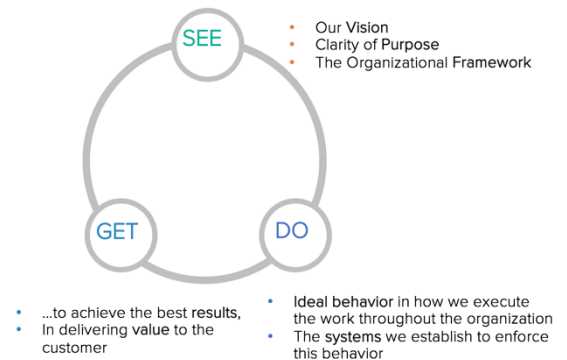 SEE
Our Vision
Clarity of Purpose
The Organizational Framework
GET
DO
...to achieve the best results,
In delivering value to the
customer
Ideal behavior in how we execute
the work throughout the organization
The systems we establish to enforce
this behavior